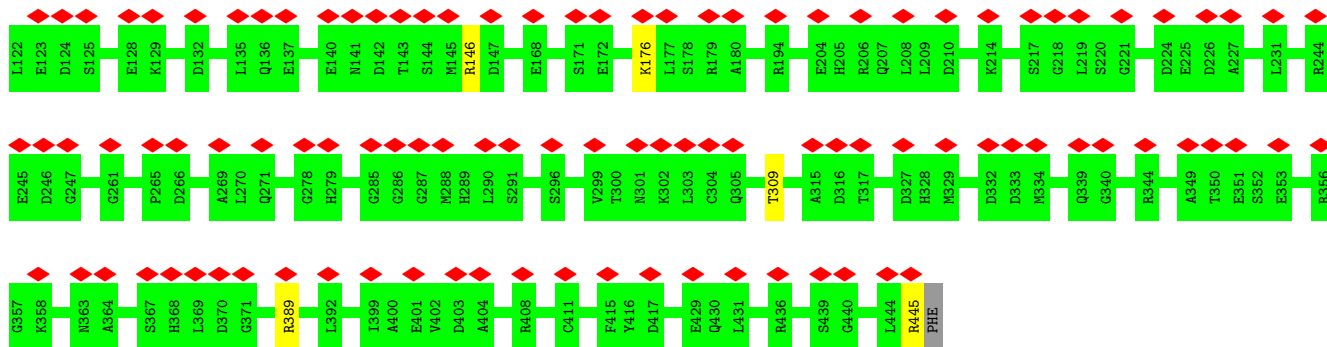 L122 E123 D124 S125 E128 K129 D132 L135 Q136 E137 E140 N141 D142 T143 S144 M145 R146 D147 E168 S171 E172 K176 L177 S178 R179 A180 R194 E204 H205 R206 Q207 L208 L209 D210 K214 S217 G218 L219 S220 G221 D224 E225 D226 A227 L231 R244
E245 D246 G247 G261 P265 D266 A269 L270 Q271 G278 H279 G285 G286 G287 M288 H289 L290 S291 S296 V299 T300 N301 K302 L303 C304 Q305 T309 A315 D316 T317 D327 H328 M329 D332 D333 M334 Q339 G340 R344 A349 T350 E351 S352 E353 R356
G357 K358 N363 A364 S367 H368 L369 D370 G371 R389 L392 I399 A400 E401 V402 D403 A404 R408 C411 F415 Y416 D417 E429 Q430 L431 R436 S439 G440 L444 R445 PHE